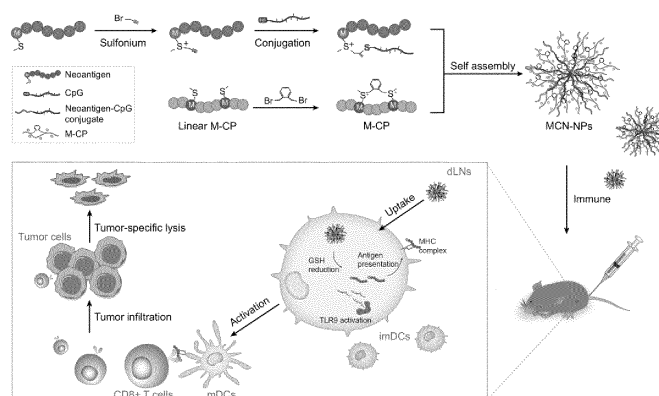 Br
M
S
Sulfonium
M
S+
Conjugation
M
S+
S
Self assembly
Neoantigen
CpG
Neoantigen-CpG
conjugate
M-CP
S
S
M
M
Linear M-CP
Br
Br
S
S
M
M
M-CP
MCN-NPs
Immune
dLNs
Uptake
GSH
reduction
Antigen
presentation
MHC
complex
TLR9 activation
imDCs
Activation
mDCs
CD8+ T cells
Tumor infiltration
Tumor cells
Tumor-specific lysis